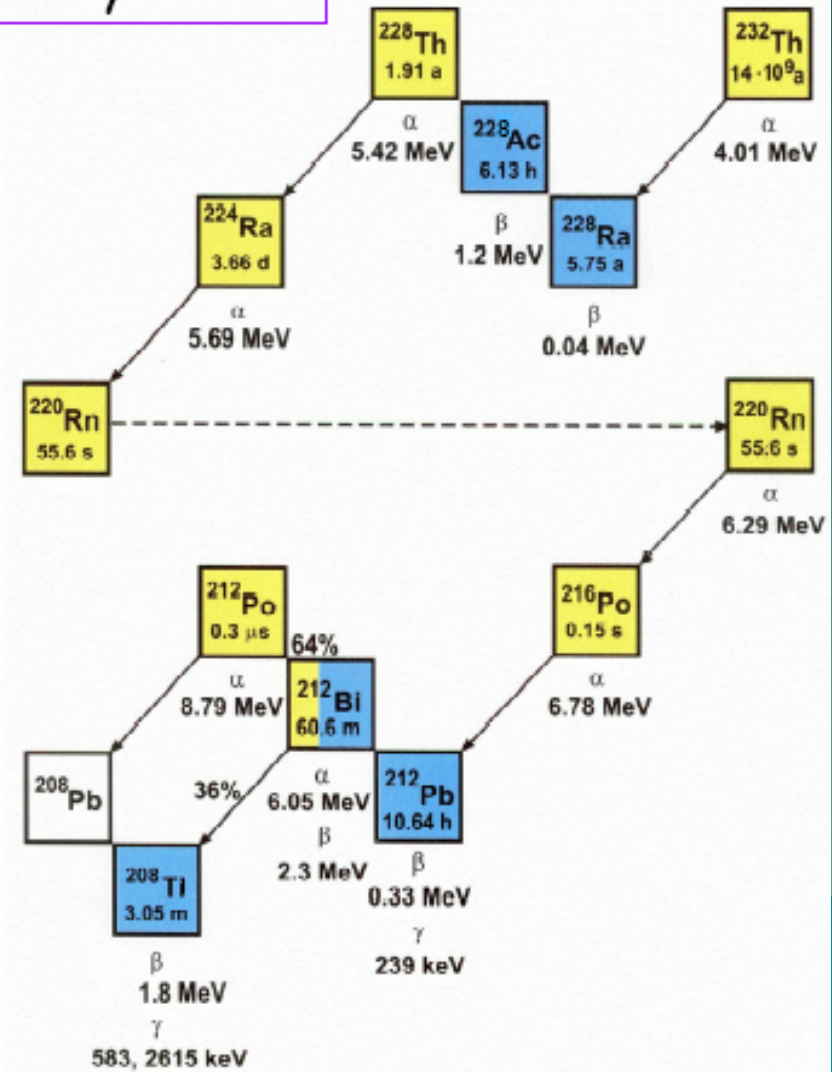 228Th
1.91 a
α
5.42 MeV
232Th
14·10⁹a
α
4.01 MeV
228Ac
6.13 h
β
1.2 MeV
224Ra
3.66 d
α
5.69 MeV
228Ra
5.75 a
β
0.04 MeV
220Rn
55.6 s
220Rn
55.6 s
α
6.29 MeV
212Po
0.3 μs
α
8.79 MeV
216Po
0.15 s
α
6.78 MeV
64%
212Bi
60.6 m
α
6.05 MeV
β
2.3 MeV
36%
208Pb
212Pb
10.64 h
β
0.33 MeV
γ
239 keV
208Tl
3.05 m
β
1.8 MeV
γ
583, 2615 keV